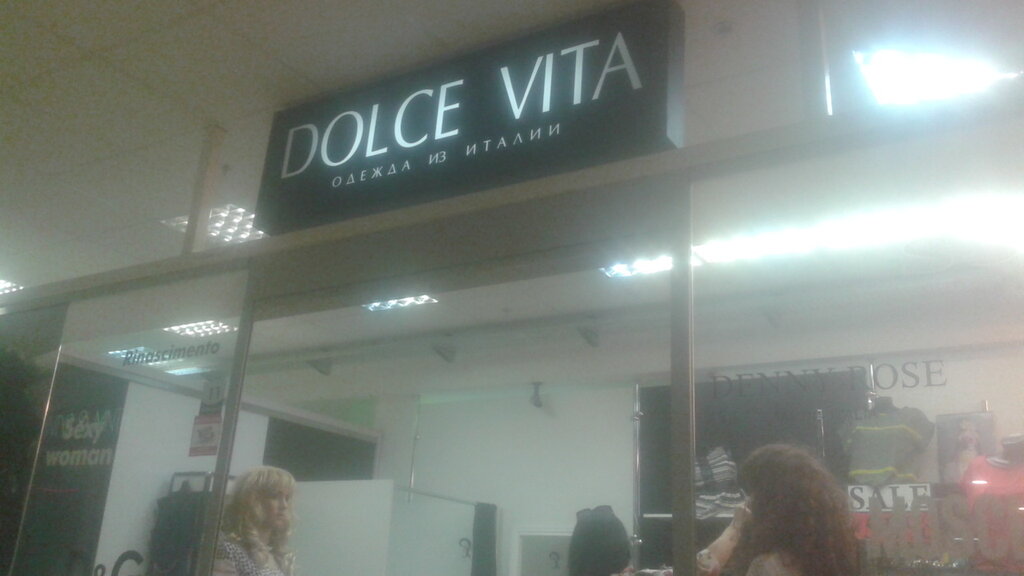 DOLCE VITA
ОДЕЖДА ИЗ ИТАЛИИ
Rinascimento
DENNY ROSE
Sexy
woman
SALE